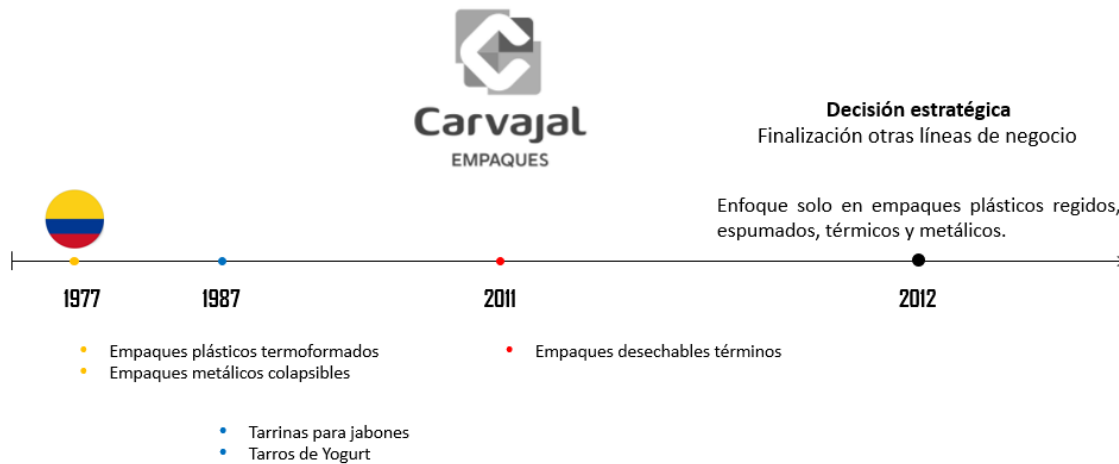 Carvajal
EMPAQUES
Decisión estratégica
Finalización otras líneas de negocio
Enfoque solo en empaques plásticos regidos,
espumados, térmicos y metálicos.
1977
1987
2011
2012
• Empaques plásticos termoformados
• Empaques metálicos colapsibles
• Empaques desechables términos
• Tarrinas para jabones
• Tarros de Yogurt